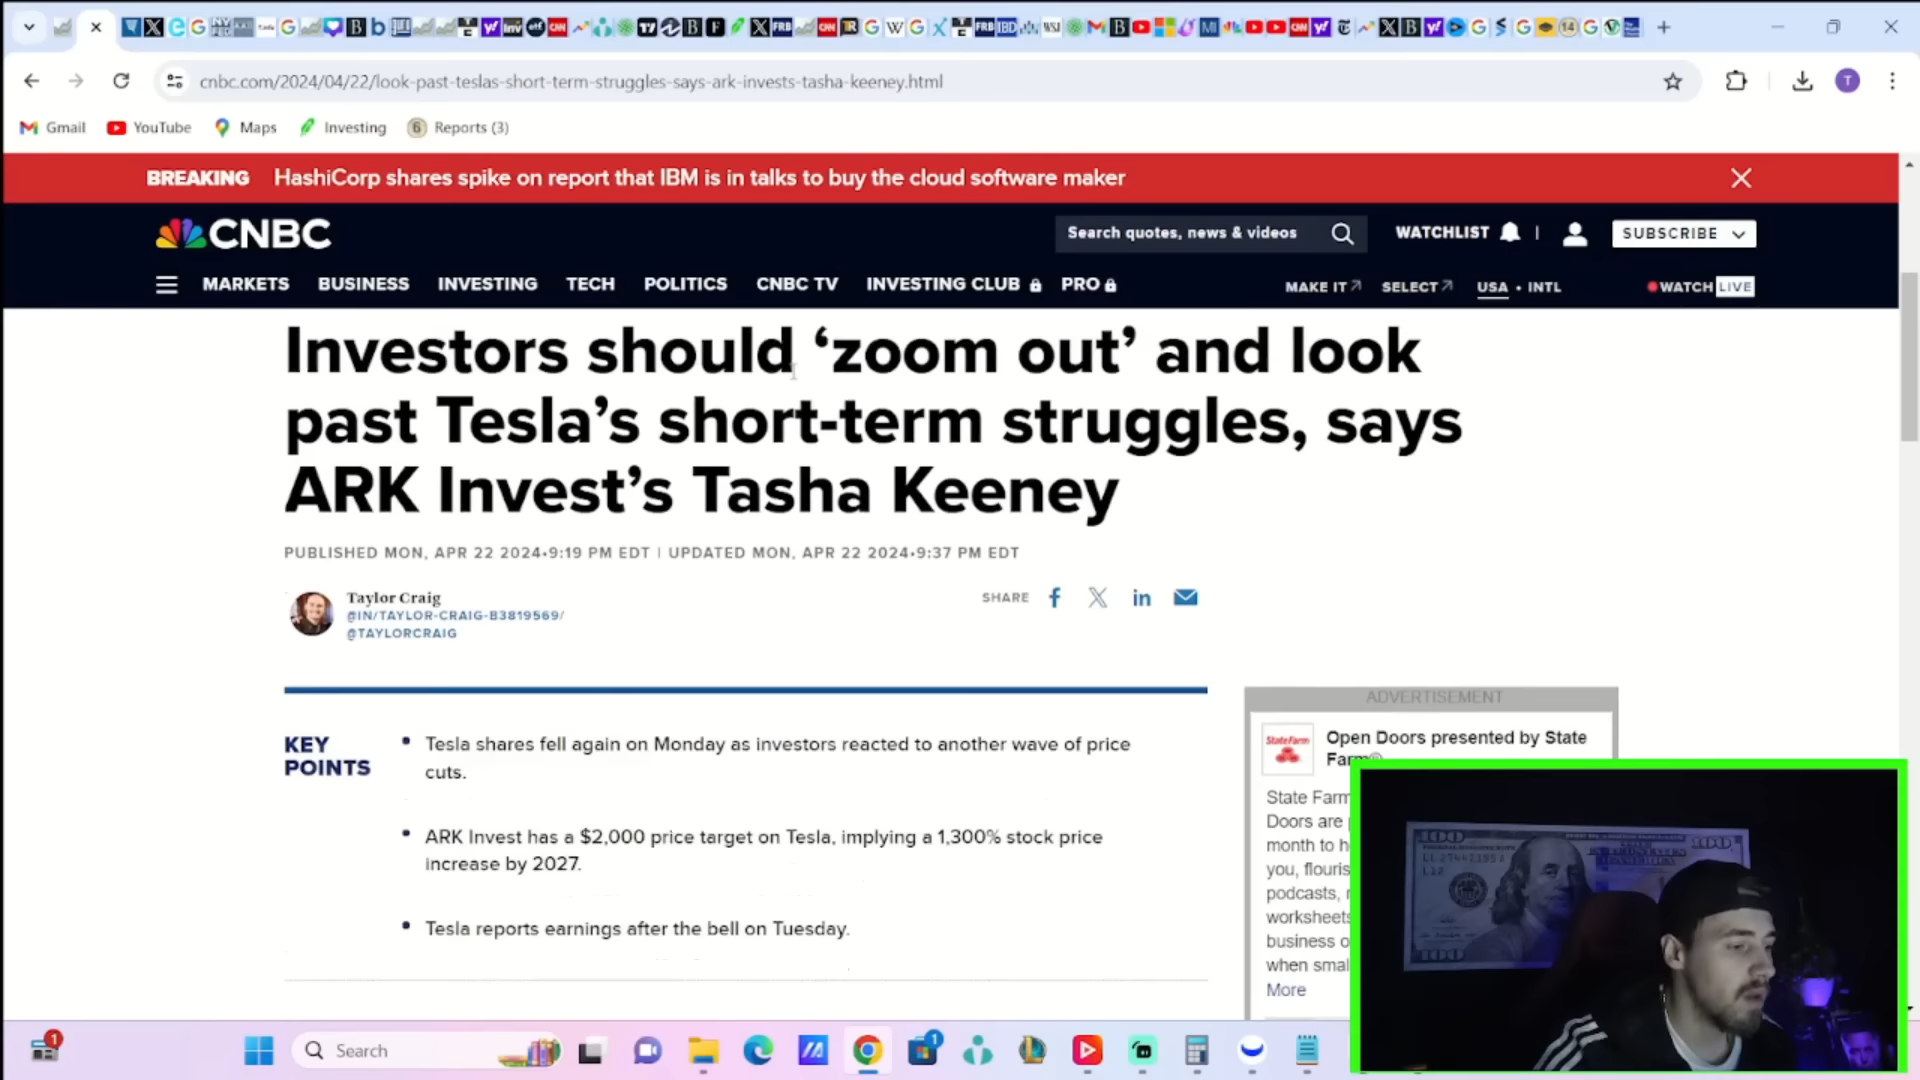 cnbc.com/2024/04/22/look-past-teslas-short-term-struggles-says-ark-invests-tasha-keeney.html
T
Gmail
YouTube
Maps
Investing
6
Reports (3)
BREAKING HashiCorp shares spike on report that IBM is in talks to buy the cloud software maker
CNBC
Search quotes, news & videos
WATCHLIST
SUBSCRIBE
MARKETS BUSINESS INVESTING TECH POLITICS CNBC TV INVESTING CLUB PRO
MAKE IT SELECT USA • INTL
WATCH LIVE
Investors should ‘zoom out’ and look
past Tesla’s short-term struggles, says
ARK Invest’s Tasha Keeney
PUBLISHED MON, APR 22 2024•9:19 PM EDT | UPDATED MON, APR 22 2024•9:37 PM EDT
Taylor Craig
@IN/TAYLOR-CRAIG-B3819569/
@TAYLORCRAIG
SHARE
KEY
POINTS
• Tesla shares fell again on Monday as investors reacted to another wave of price
cuts.
• ARK Invest has a $2,000 price target on Tesla, implying a 1,300% stock price
increase by 2027.
• Tesla reports earnings after the bell on Tuesday.
ADVERTISEMENT
StateFarm
Open Doors presented by State
Farm®
State Farm
Doors are
month to
you, flouris
podcasts,
worksheets
business
when smal
More
100
100
100
1
Search
1